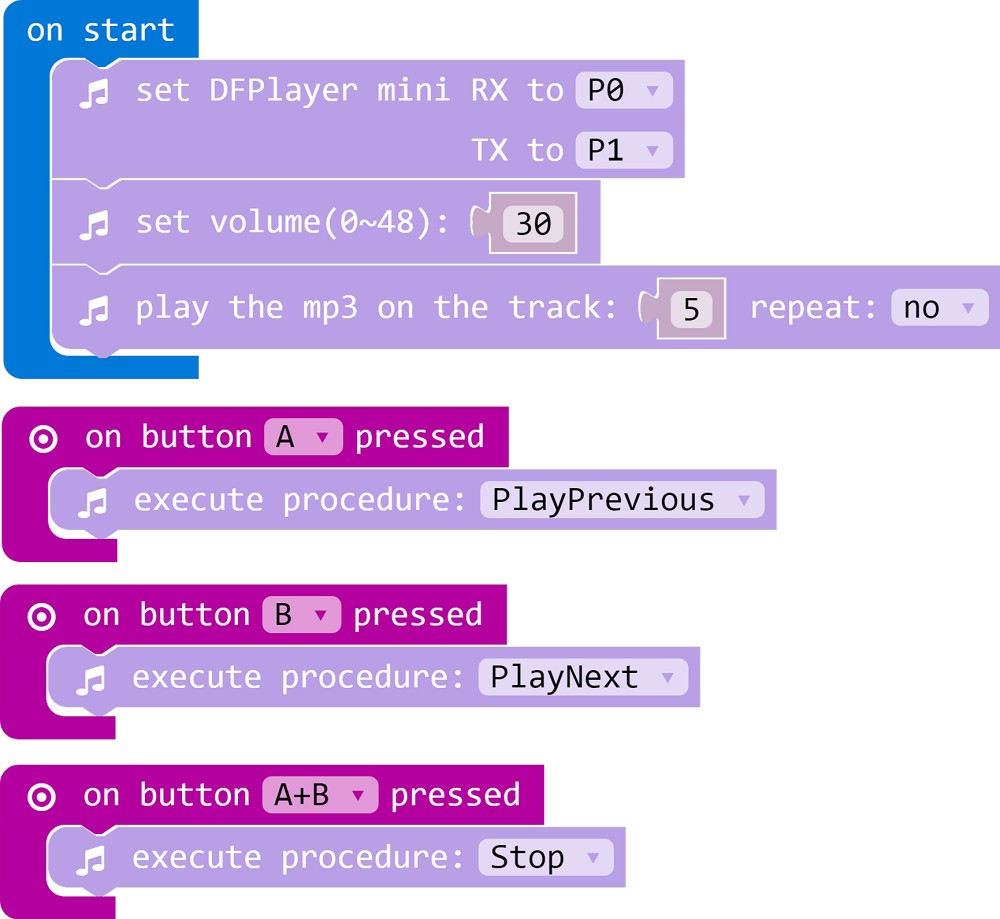 on start
set DFPlayer mini RX to P0
TX to P1
set volume(0~48): 30
play the mp3 on the track: 5 repeat: no
on button A pressed
execute procedure: PlayPrevious
on button B pressed
execute procedure: PlayNext
on button A+B pressed
execute procedure: Stop